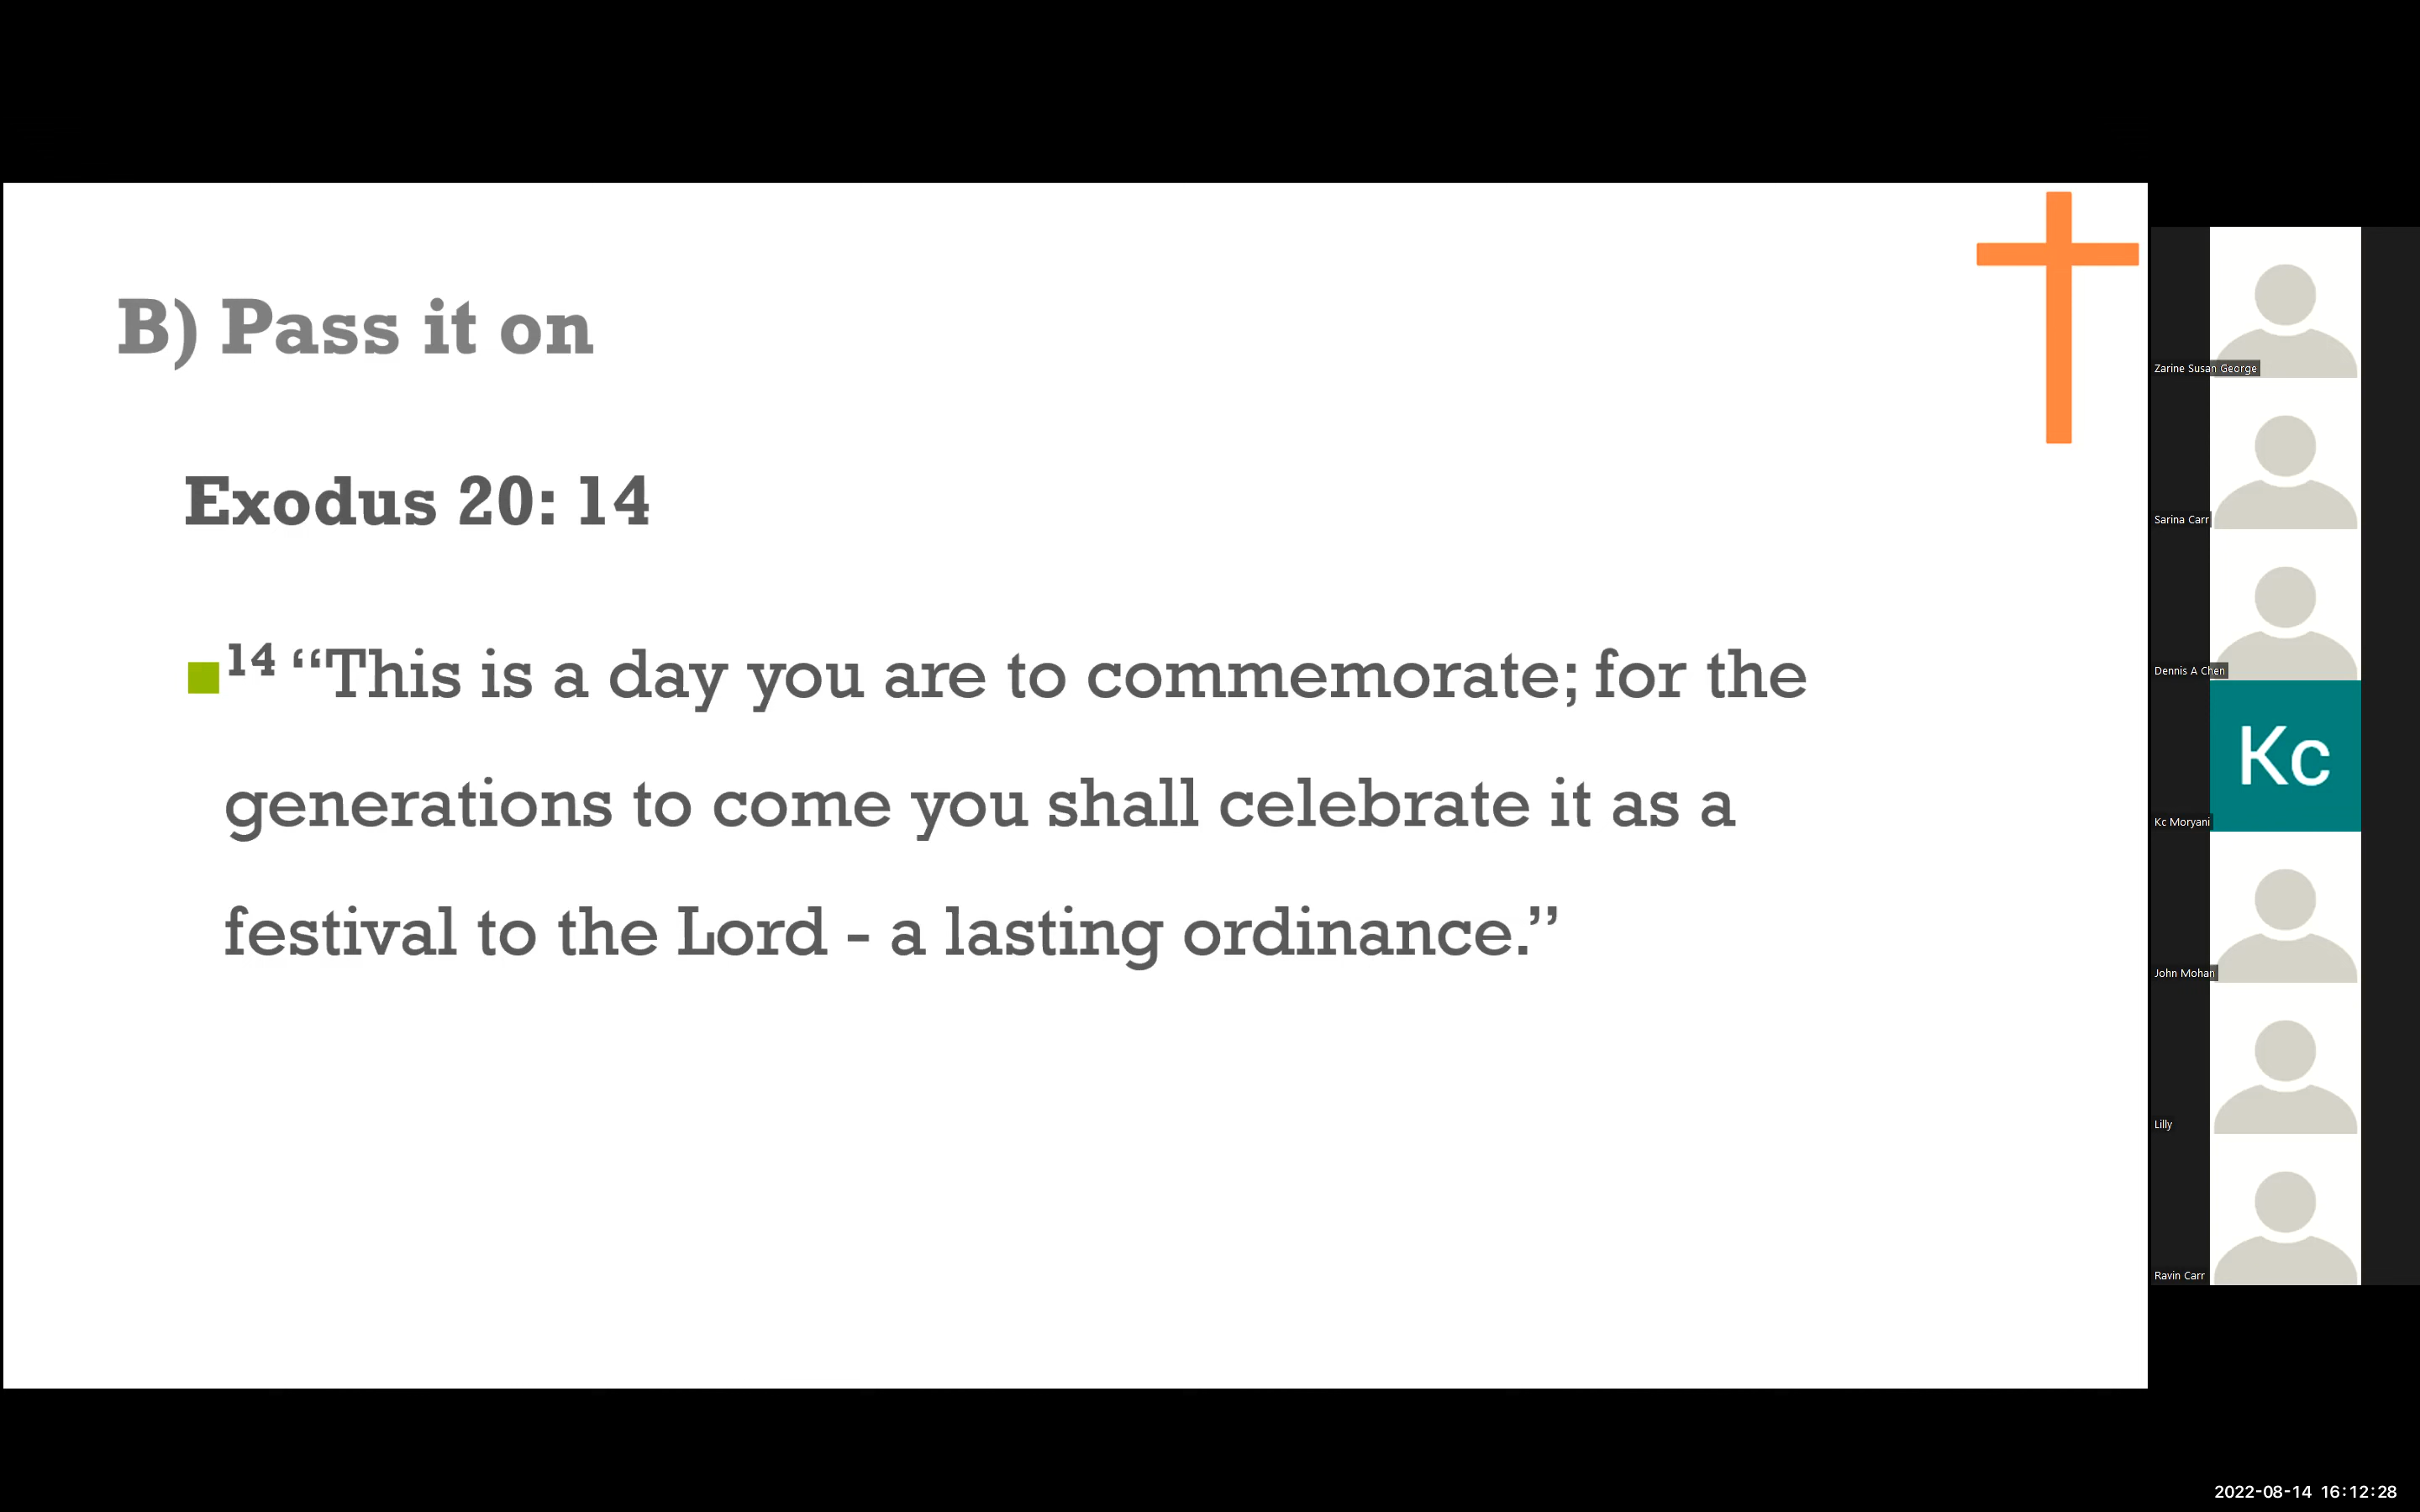 B) Pass it on
Exodus 20: 14
14 “This is a day you are to commemorate; for the
generations to come you shall celebrate it as a
festival to the Lord - a lasting ordinance.”
Zarine Susan George
Sarina Carr
Dennis A Chen
Kc
Kc Moryani
John Mohan
Lilly
Ravin Carr
2022-08-14 16:12:28